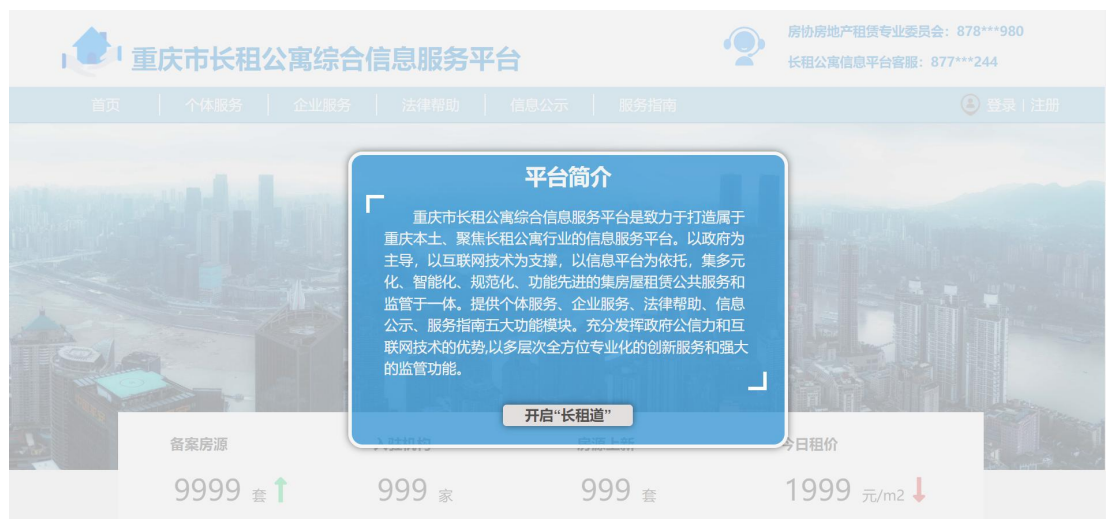 重庆市长租公寓综合信息服务平台
房协房地产租赁专业委员会：878***980
长租公寓信息平台客服：877***244
首页 个体服务 企业服务 法律帮助 信息公示 服务指南 登录 | 注册
平台简介
重庆市长租公寓综合信息服务平台是致力于打造属于
重庆本土、聚焦长租公寓行业的信息服务平台。以政府为
主导，以互联网技术为支撑，以信息平台为依托，集多元
化、智能化、规范化、功能先进的集房屋租赁公共服务和
监管于一体。提供个体服务、企业服务、法律帮助、信息
公示、服务指南五大功能模块。充分发挥政府公信力和互
联网技术的优势,以多层次全方位专业化的创新服务和强大
的监管功能。
开启“长租道”
备案房源 入驻机构 房源上新 今日租价
9999 套 999 家 999 套 1999 元/m2